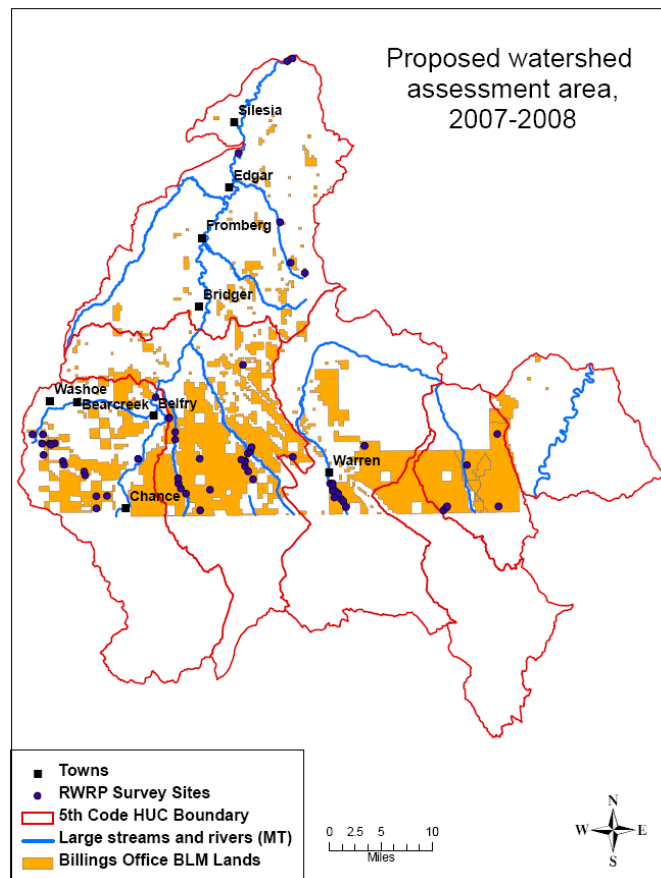 Proposed watershed
assessment area,
2007-2008
Silesia
Edgar
Fromberg
Bridger
Washoe
Bearcreek
Belfry
Warren
Chance
Towns
RWRP Survey Sites
5th Code HUC Boundary
Large streams and rivers (MT)
Billings Office BLM Lands
0 2.5 5 10
Miles
N
W E
S